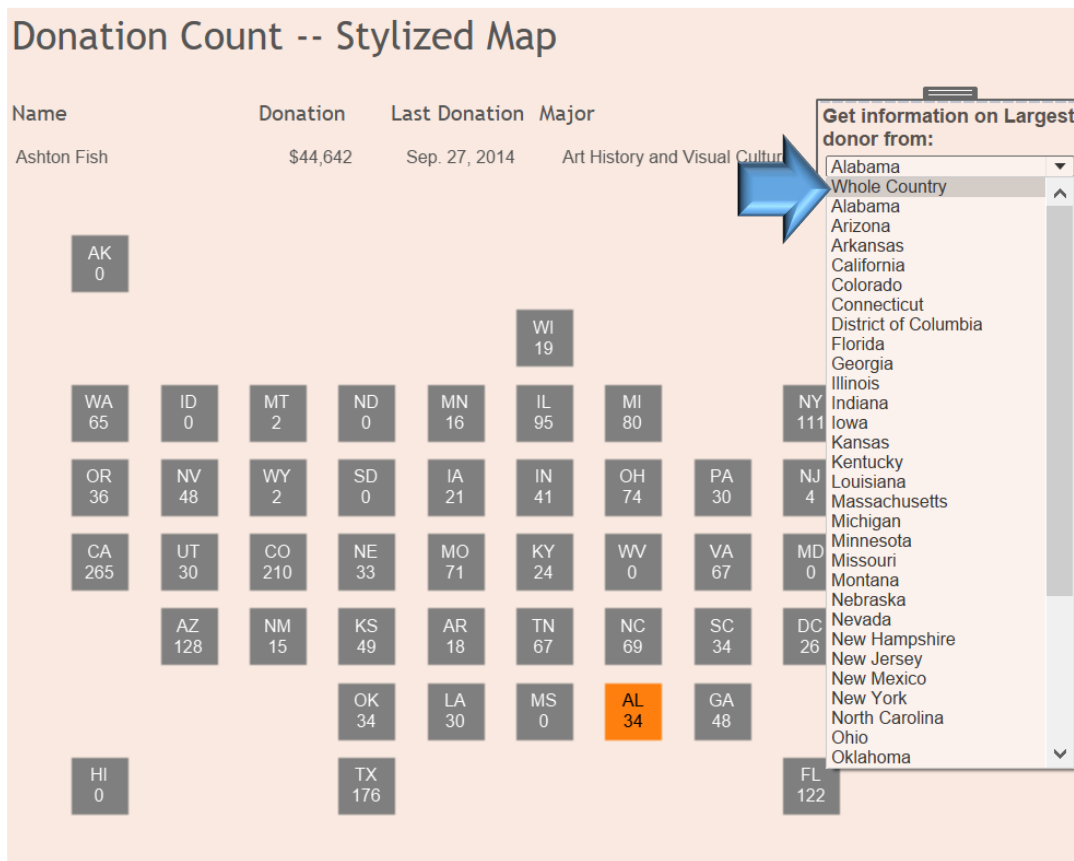 Donation Count -- Stylized Map
Name Donation Last Donation Major
Ashton Fish $44,642 Sep. 27, 2014 Art History and Visual Cultur
Get information on Largest
donor from:
Alabama
Whole Country
Alabama
Arizona
Arkansas
California
Colorado
Connecticut
District of Columbia
Florida
Georgia
Illinois
Indiana
Iowa
Kansas
Kentucky
Louisiana
Massachusetts
Michigan
Minnesota
Missouri
Montana
Nebraska
Nevada
New Hampshire
New Jersey
New Mexico
New York
North Carolina
Ohio
Oklahoma
AK
0
WI
19
WA ID MT ND MN IL MI NY
65 0 2 0 16 95 80 111
OR NV WY SD IA IN OH PA NJ
36 48 2 0 21 41 74 30 4
CA UT CO NE MO KY WV VA MD
265 30 210 33 71 24 0 67 0
AZ NM KS AR TN NC SC DC
128 15 49 18 67 69 34 26
OK LA MS AL GA
34 30 0 34 48
HI TX FL
0 176 122